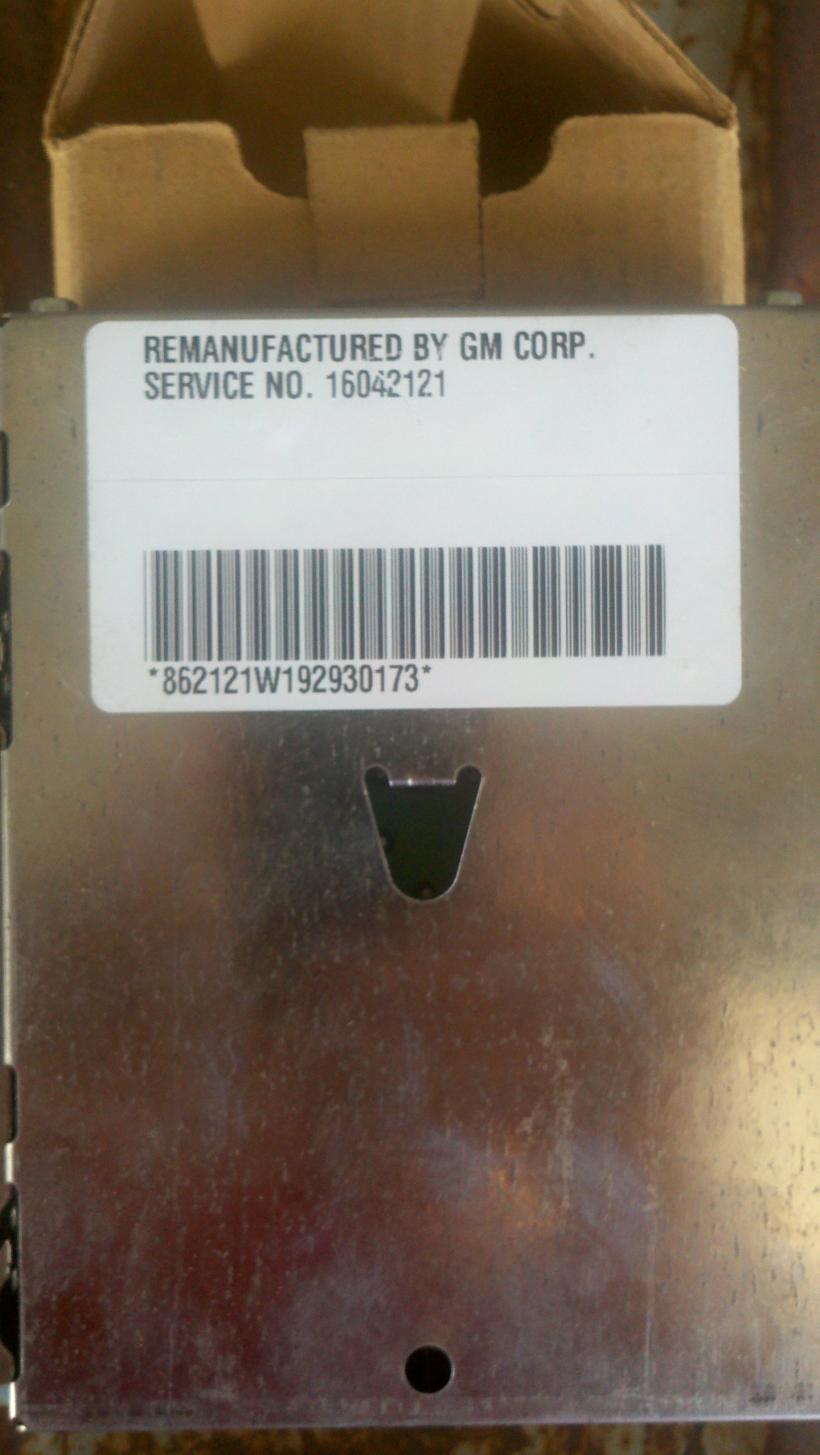 REMANUFACTURED BY GM CORP.
SERVICE NO. 16042121
*862121W192930173*